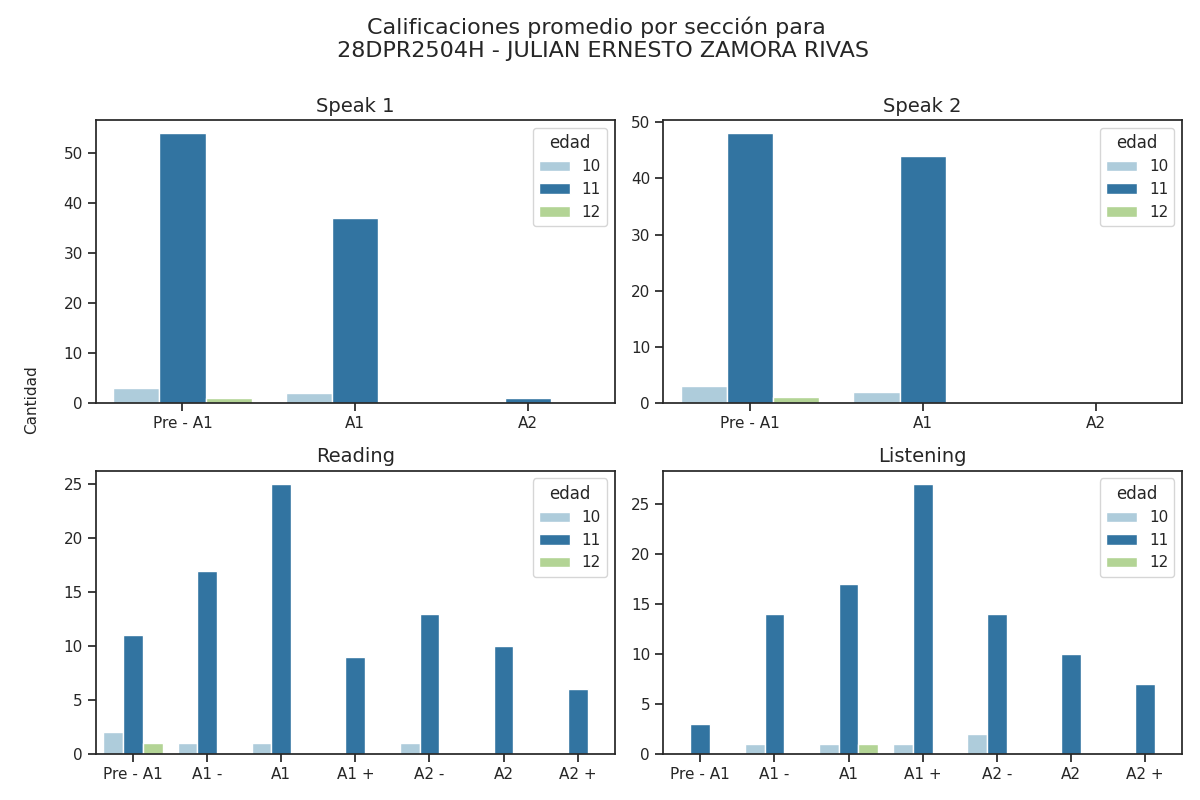 Calificaciones promedio por sección para
28DPR2504H - JULIAN ERNESTO ZAMORA RIVAS
Cantidad
Speak 1
50
40
30
20
10
0
Pre - A1 A1 A2
edad
10
11
12
Speak 2
50
40
30
20
10
0
Pre - A1 A1 A2
edad
10
11
12
Reading
25
20
15
10
5
0
Pre - A1 A1 - A1 A1 + A2 - A2 A2 +
edad
10
11
12
Listening
25
20
15
10
5
0
Pre - A1 A1 - A1 A1 + A2 - A2 A2 +
edad
10
11
12